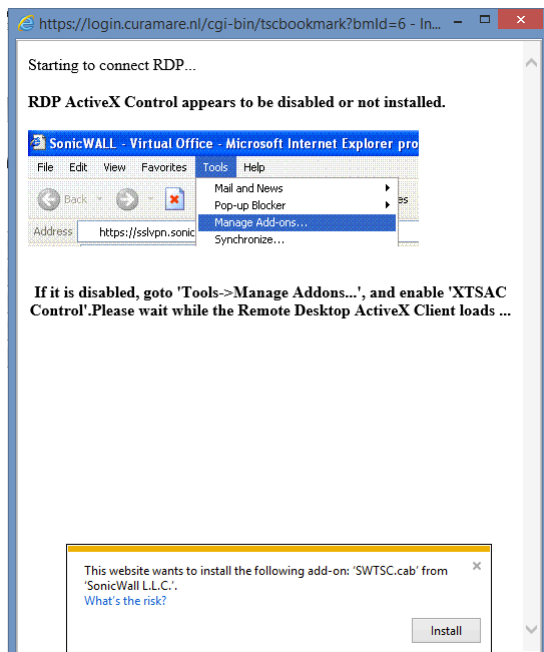 https://login.curamare.nl/cgi-bin/tscbookmark?bmId=6 - In...
Starting to connect RDP...
RDP ActiveX Control appears to be disabled or not installed.
SonicWALL - Virtual Office - Microsoft Internet Explorer pro
File Edit View Favorites Tools Help
Back
Mail and News
Pop-up Blocker
es
Manage Add-ons...
Address https://sslvpn.sonic
Synchronize...
If it is disabled, goto 'Tools->Manage Addons...', and enable 'XTSAC
Control'.Please wait while the Remote Desktop ActiveX Client loads ...
This website wants to install the following add-on: 'SWTSC.cab' from
'SonicWall L.L.C.'.
What's the risk?
Install